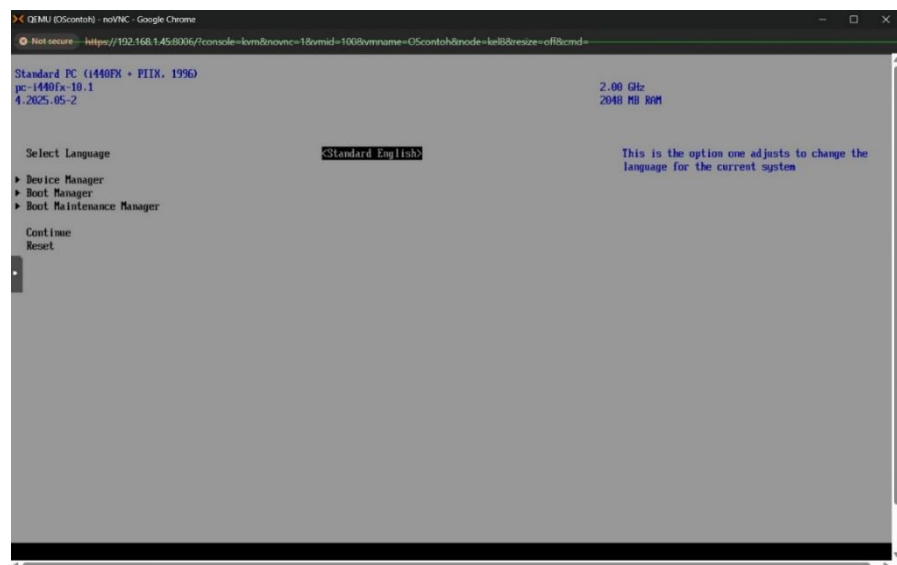 QEMU (OScontoh) - noVNC - Google Chrome
Not secure https://192.168.1.45:8006/?console=kvm&novnc=1&vmid=100&vmname=OScontoh&node=kel8&resize=off&cmd=
Standard PC (i440FX + PIIX, 1996)
pc-i440fx-10.1 2.00 GHz
4.2025.05-2 2048 MB RAM
Select Language <Standard English> This is the option one adjusts to change the
language for the current system
Device Manager
Boot Manager
Boot Maintenance Manager
Continue
Reset